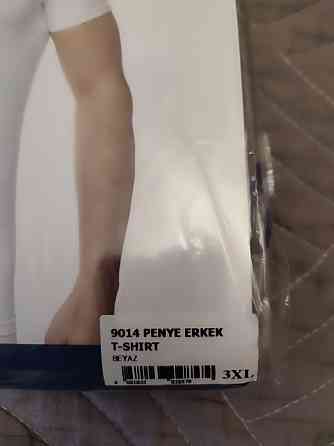 9014 PENYE ERKEK
T-SHIRT
BEYAZ
3XL